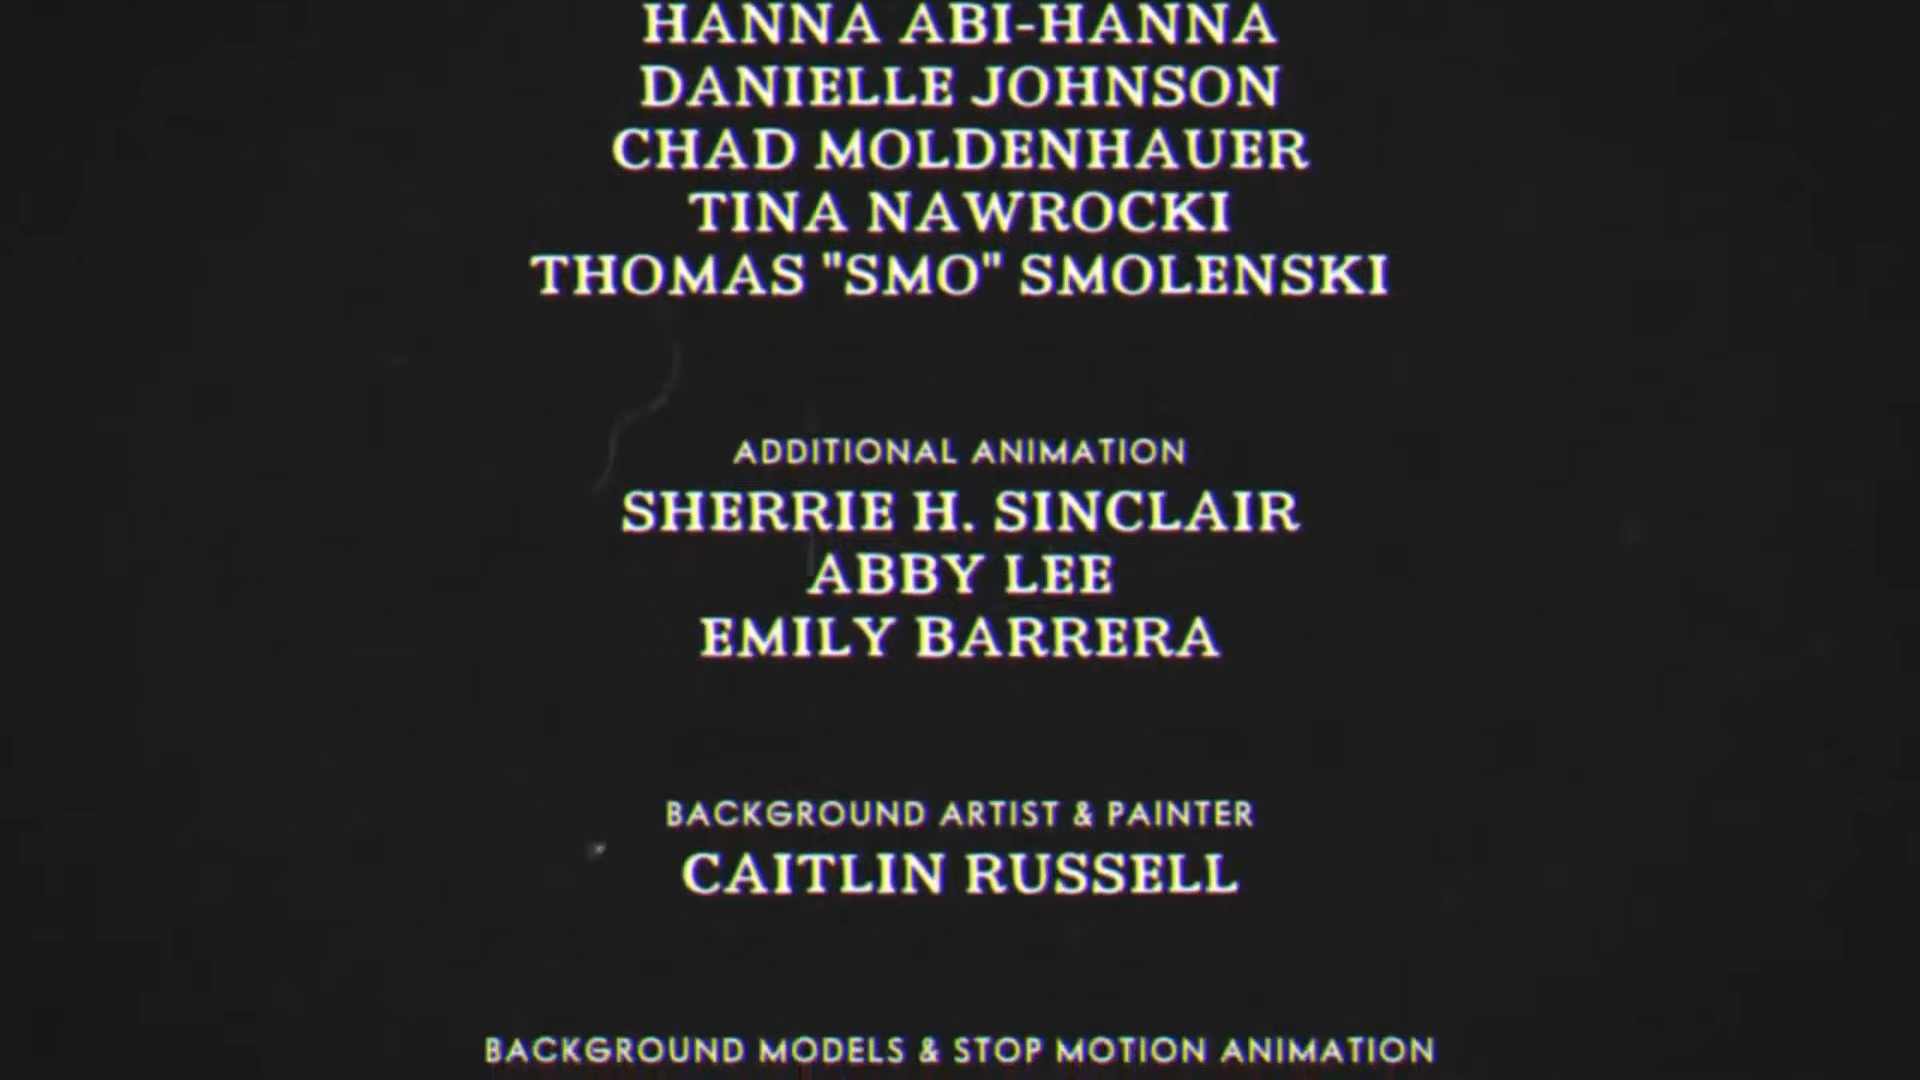 HANNA ABI-HANNA
DANIELLE JOHNSON
CHAD MOLDENHAUER
TINA NAWROCKI
THOMAS "SMO" SMOLENSKI
ADDITIONAL ANIMATION
SHERRIE H. SINCLAIR
ABBY LEE
EMILY BARRERA
BACKGROUND ARTIST & PAINTER
CAITLIN RUSSELL
BACKGROUND MODELS & STOP MOTION ANIMATION